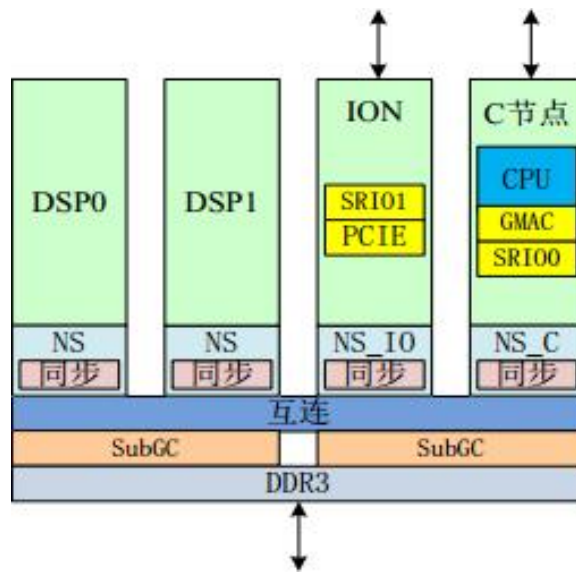 ION
C节点
DSP0
DSP1
SRIO1
PCIE
CPU
GMAC
SRIO0
NS
同步
NS
同步
NS_IO
同步
NS_C
同步
互连
SubGC
SubGC
DDR3